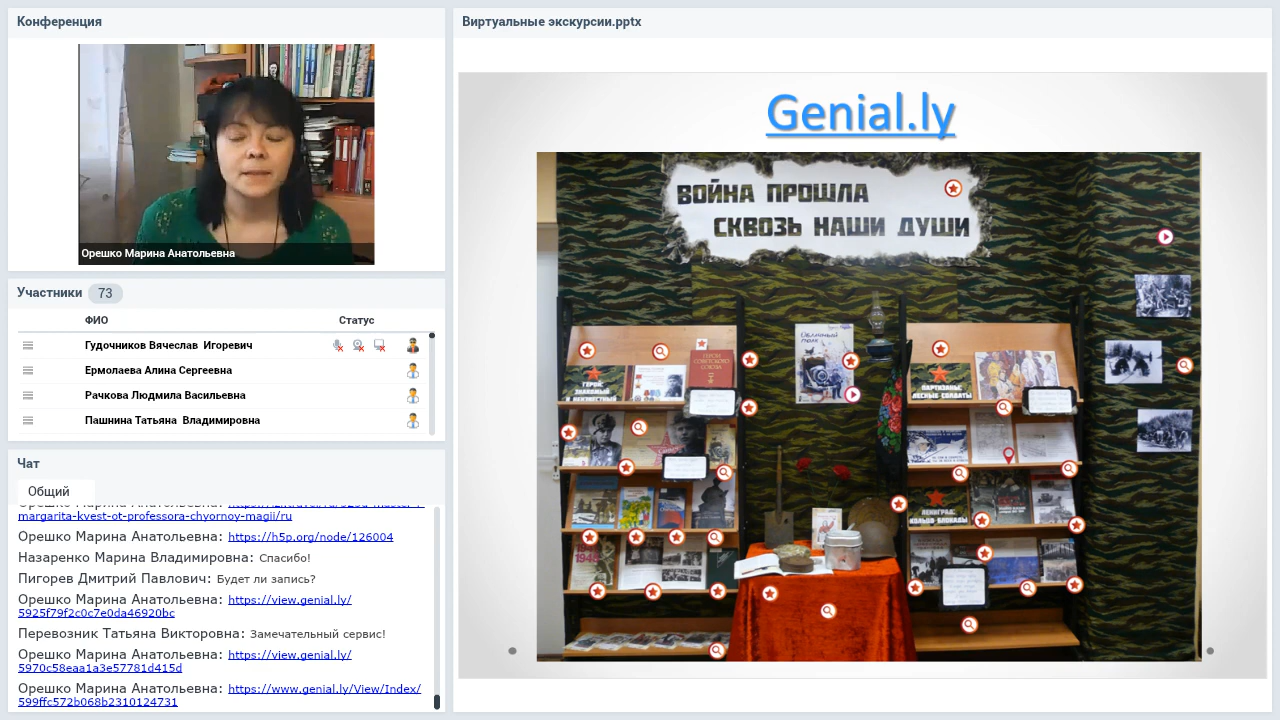 Конференция
Орешко Марина Анатольевна
Участники 73
ФИО Статус
Гудочников Вячеслав Игоревич
Ермолаева Алина Сергеевна
Рачкова Людмила Васильевна
Пашнина Татьяна Владимировна
Чат
Общий
margarita-kvest-ot-professora-chyornoy-magii/ru
Орешко Марина Анатольевна: https://h5p.org/node/126004
Назаренко Марина Владимировна: Спасибо!
Пигорев Дмитрий Павлович: Будет ли запись?
Орешко Марина Анатольевна: https://view.genial.ly/
5925f79f2c0c7e0da46920bc
Перевозник Татьяна Викторовна: Замечательный сервис!
Орешко Марина Анатольевна: https://view.genial.ly/
5970c58eaa1a3e57781d415d
Орешко Марина Анатольевна: https://www.genial.ly/View/Index/
599ffc572b068b2310124731
Виртуальные экскурсии.pptx
Genial.ly
ВОЙНА ПРОШЛА
СКВОЗЬ НАШИ ДУШИ
ГЕРОИ
СОВЕТСКОГО
СОЮЗА
ПАРТИЗАНЫ:
ЛЕСНЫЕ СОЛДАТЫ
ЛЕНИНГРАД:
КОЛЬЦО БЛОКАДЫ